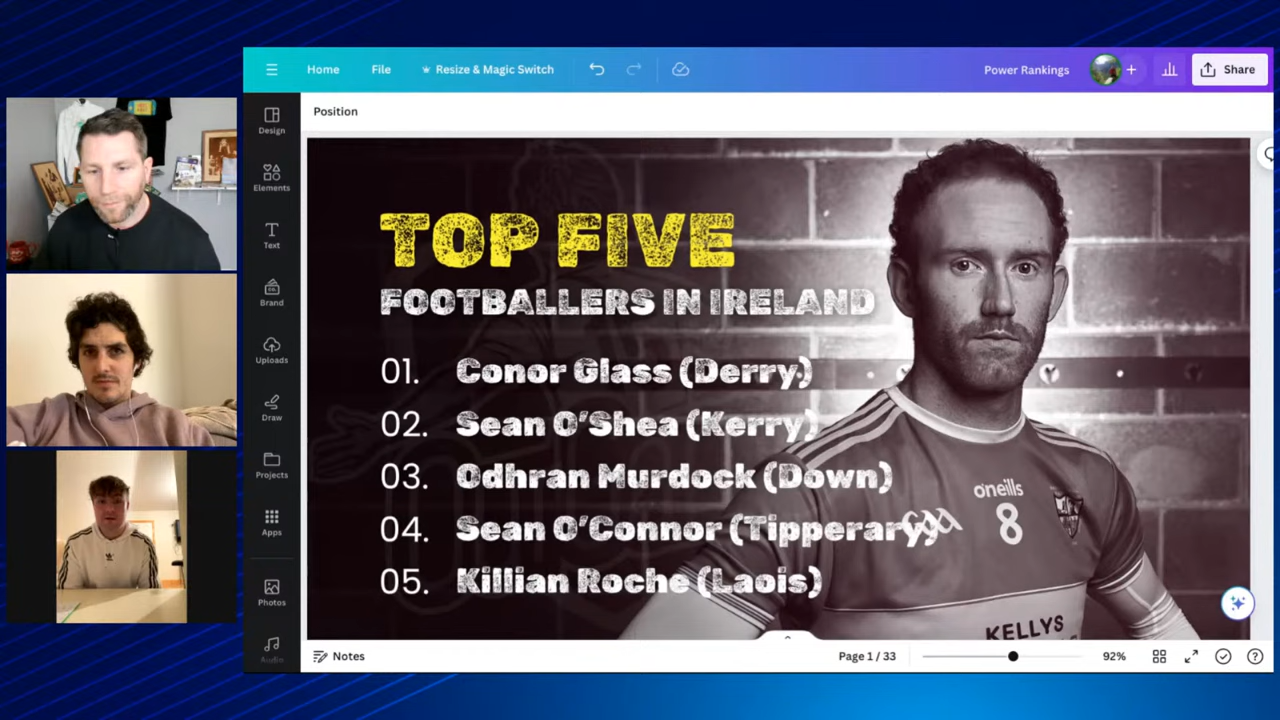 Home File Resize & Magic Switch Power Rankings Share
Design
Elements
Text
Brand
Uploads
Draw
Projects
Apps
Photos
Audio
Position
TOP FIVE
FOOTBALLERS IN IRELAND
01. Conor Glass (Derry)
02. Sean O'Shea (Kerry)
03. Odhran Murdock (Down)
04. Sean O'Connor (Tipperary)
05. Killian Roche (Laois)
o'neills
GAA
8
KELLYS
Notes Page 1 / 33 92%